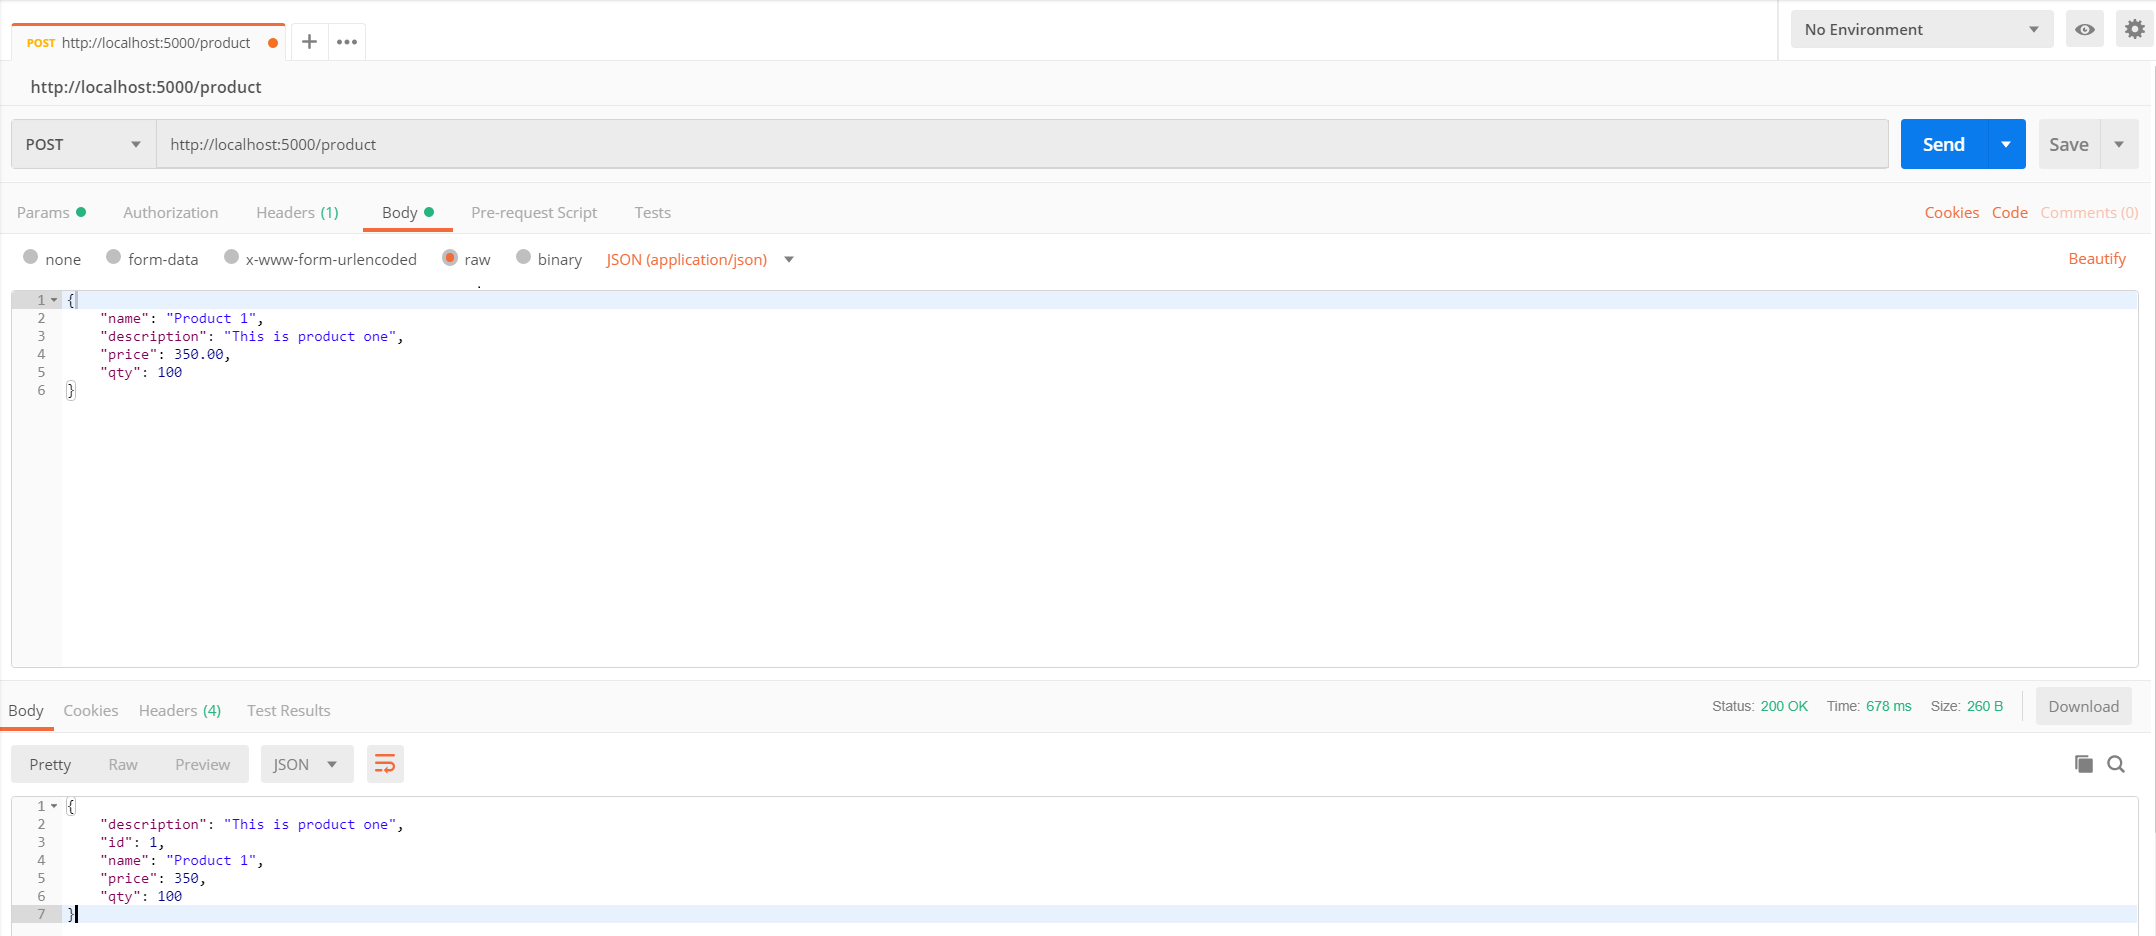 POST http://localhost:5000/product
No Environment
http://localhost:5000/product
POST http://localhost:5000/product Send Save
Params Authorization Headers (1) Body Pre-request Script Tests Cookies Code Comments (0)
none form-data x-www-form-urlencoded raw binary JSON (application/json) Beautify
1 {
2 "name": "Product 1",
3 "description": "This is product one",
4 "price": 350.00,
5 "qty": 100
6 }
Body Cookies Headers (4) Test Results Status: 200 OK Time: 678 ms Size: 260 B Download
Pretty Raw Preview JSON
1 {
2 "description": "This is product one",
3 "id": 1,
4 "name": "Product 1",
5 "price": 350,
6 "qty": 100
7 }